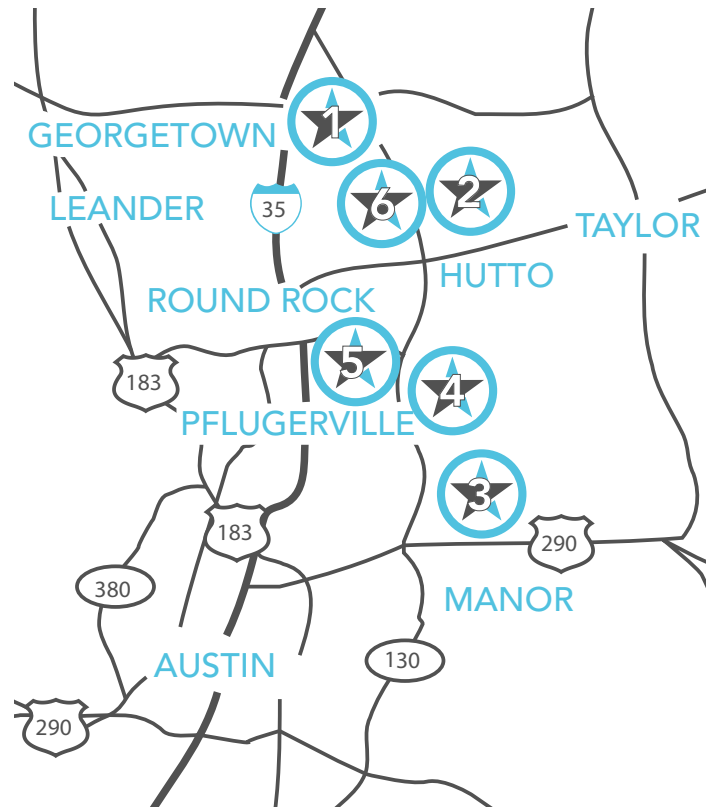 1
GEORGETOWN
6
2
LEANDER
35
TAYLOR
HUTTO
ROUND ROCK
5
183
4
PFLUGERVILLE
3
183
290
380
MANOR
AUSTIN
130
290